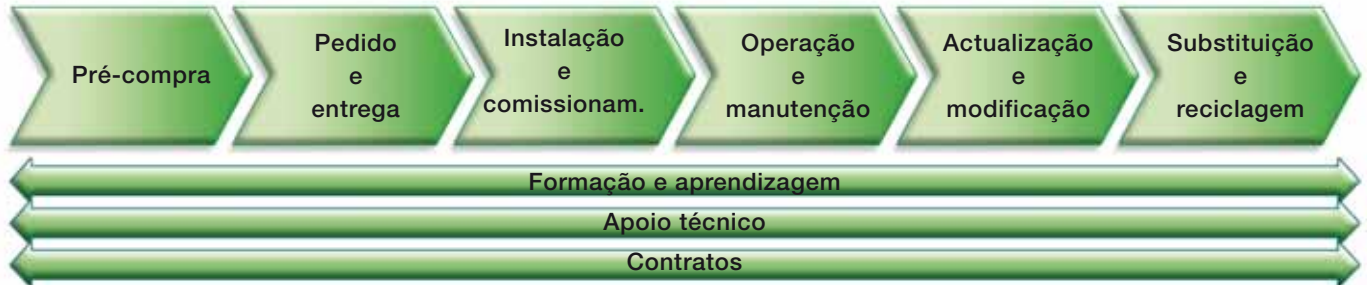 Pré-compra
Pedido
e
entrega
Instalação
e
comissionam.
Operação
e
manutenção
Actualização
e
modificação
Substituição
e
reciclagem
Formação e aprendizagem
Apoio técnico
Contratos